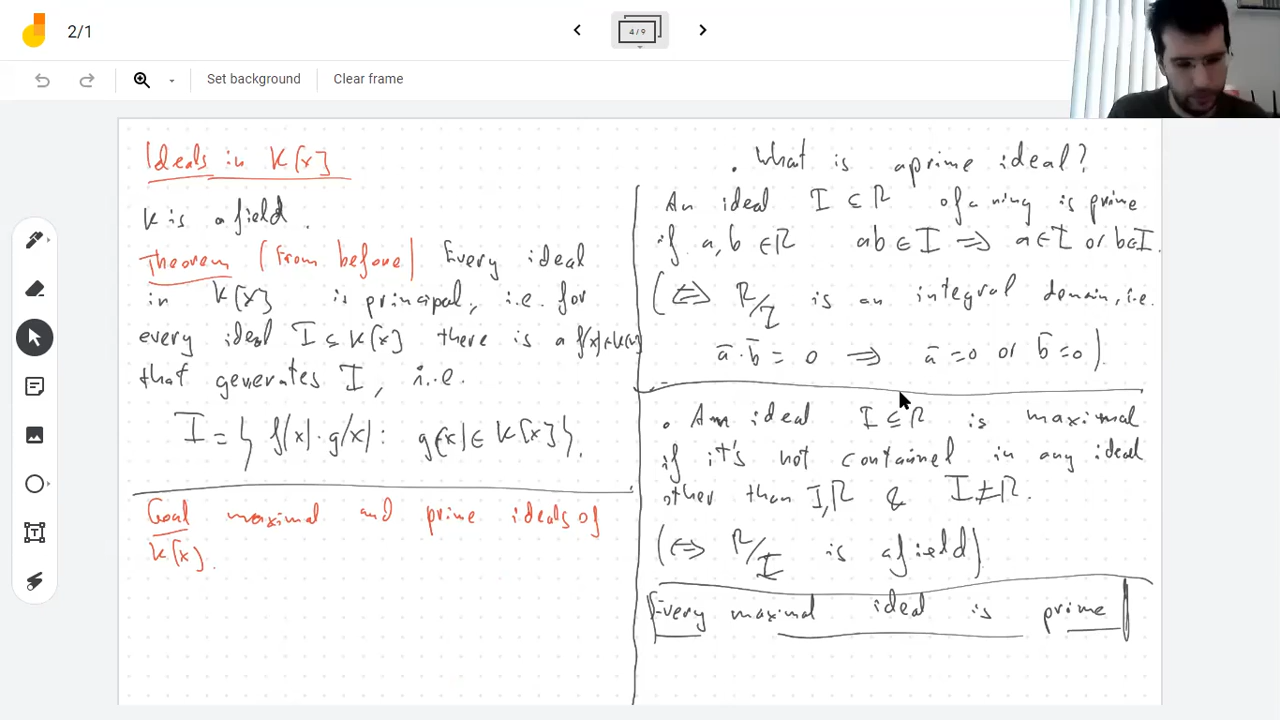 2/1
4 / 9
Set background
Clear frame
Ideals in K[x]
K is a field.
Theorem (from before) Every ideal
in K[x] is principal, i.e. for
every ideal I ⊆ K[x] there is a f(x)∈K[x]
that generates I, i.e.
I = { f(x)·g(x) : g(x) ∈ K[x] }.
Goal maximal and prime ideals of
K[x].
. What is a prime ideal?
An ideal I ⊆ R of a ring is prime
if a, b ∈ R ab ∈ I ⇒ a ∈ I or b ∈ I.
(⇔ R/I is an integral domain, i.e.
ā · b̄ = 0 ⇒ ā = 0 or b̄ = 0).
. An ideal I ⊆ R is maximal
if it's not contained in any ideal
other than I, R & I ≠ R.
(⇔ R/I is a field)
Every maximal ideal is prime